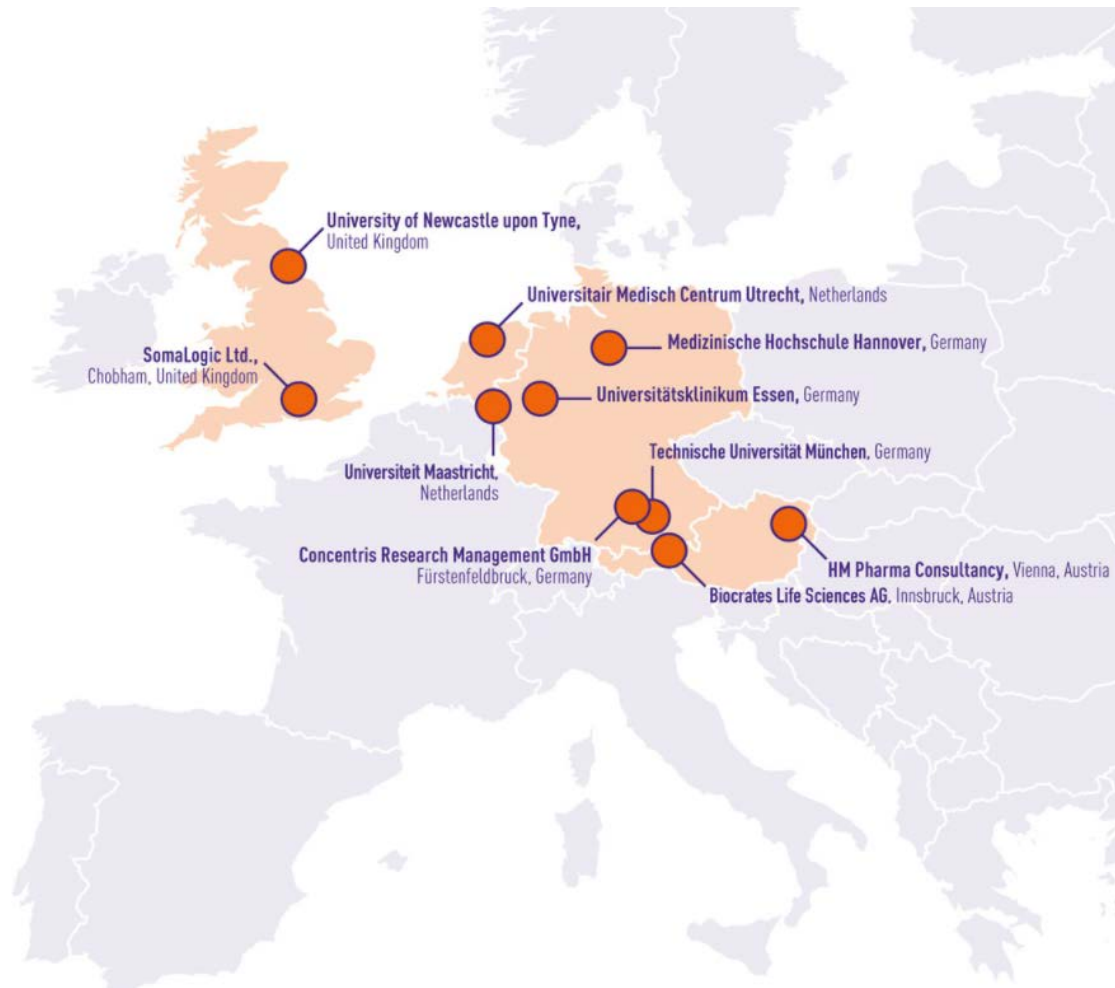 University of Newcastle upon Tyne,
United Kingdom
Universitair Medisch Centrum Utrecht, Netherlands
Medizinische Hochschule Hannover, Germany
SomaLogic Ltd.,
Chobham, United Kingdom
Universitätsklinikum Essen, Germany
Technische Universität München, Germany
Universiteit Maastricht,
Netherlands
Concentris Research Management GmbH
Fürstenfeldbruck, Germany
HM Pharma Consultancy, Vienna, Austria
Biocrates Life Sciences AG, Innsbruck, Austria